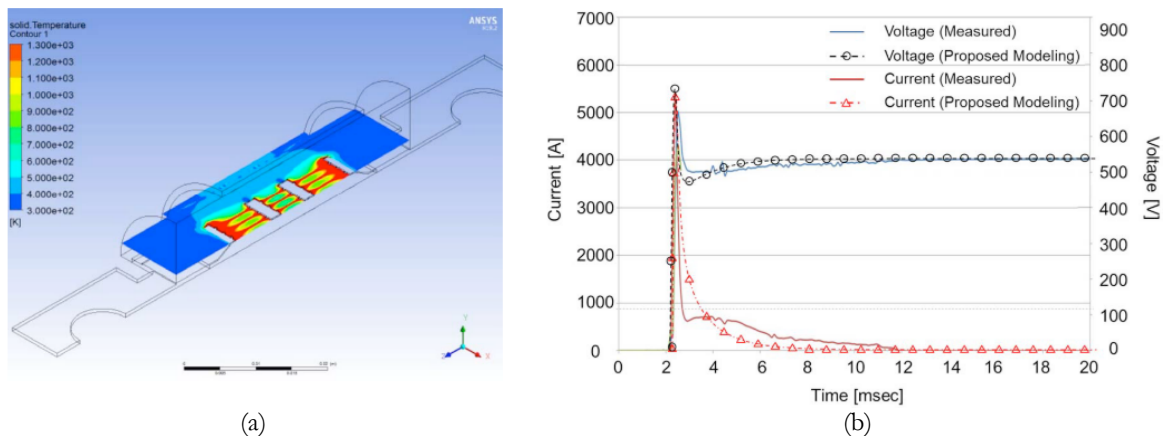 (a)
ANSYS
solid.Temperature
Contour 1
1.300e+03
1.200e+03
1.100e+03
1.000e+03
9.000e+02
8.000e+02
7.000e+02
6.000e+02
5.000e+02
4.000e+02
3.000e+02
[K]
Y
Z
X
0
(a)
(b)
7000
6000
5000
4000
3000
2000
1000
0
Current [A]
Voltage (Measured)
Voltage (Proposed Modeling)
Current (Measured)
Current (Proposed Modeling)
900
800
700
600
500
400
300
200
100
0
Voltage [V]
0 2 4 6 8 10 12 14 16 18 20
Time [msec]
(b)